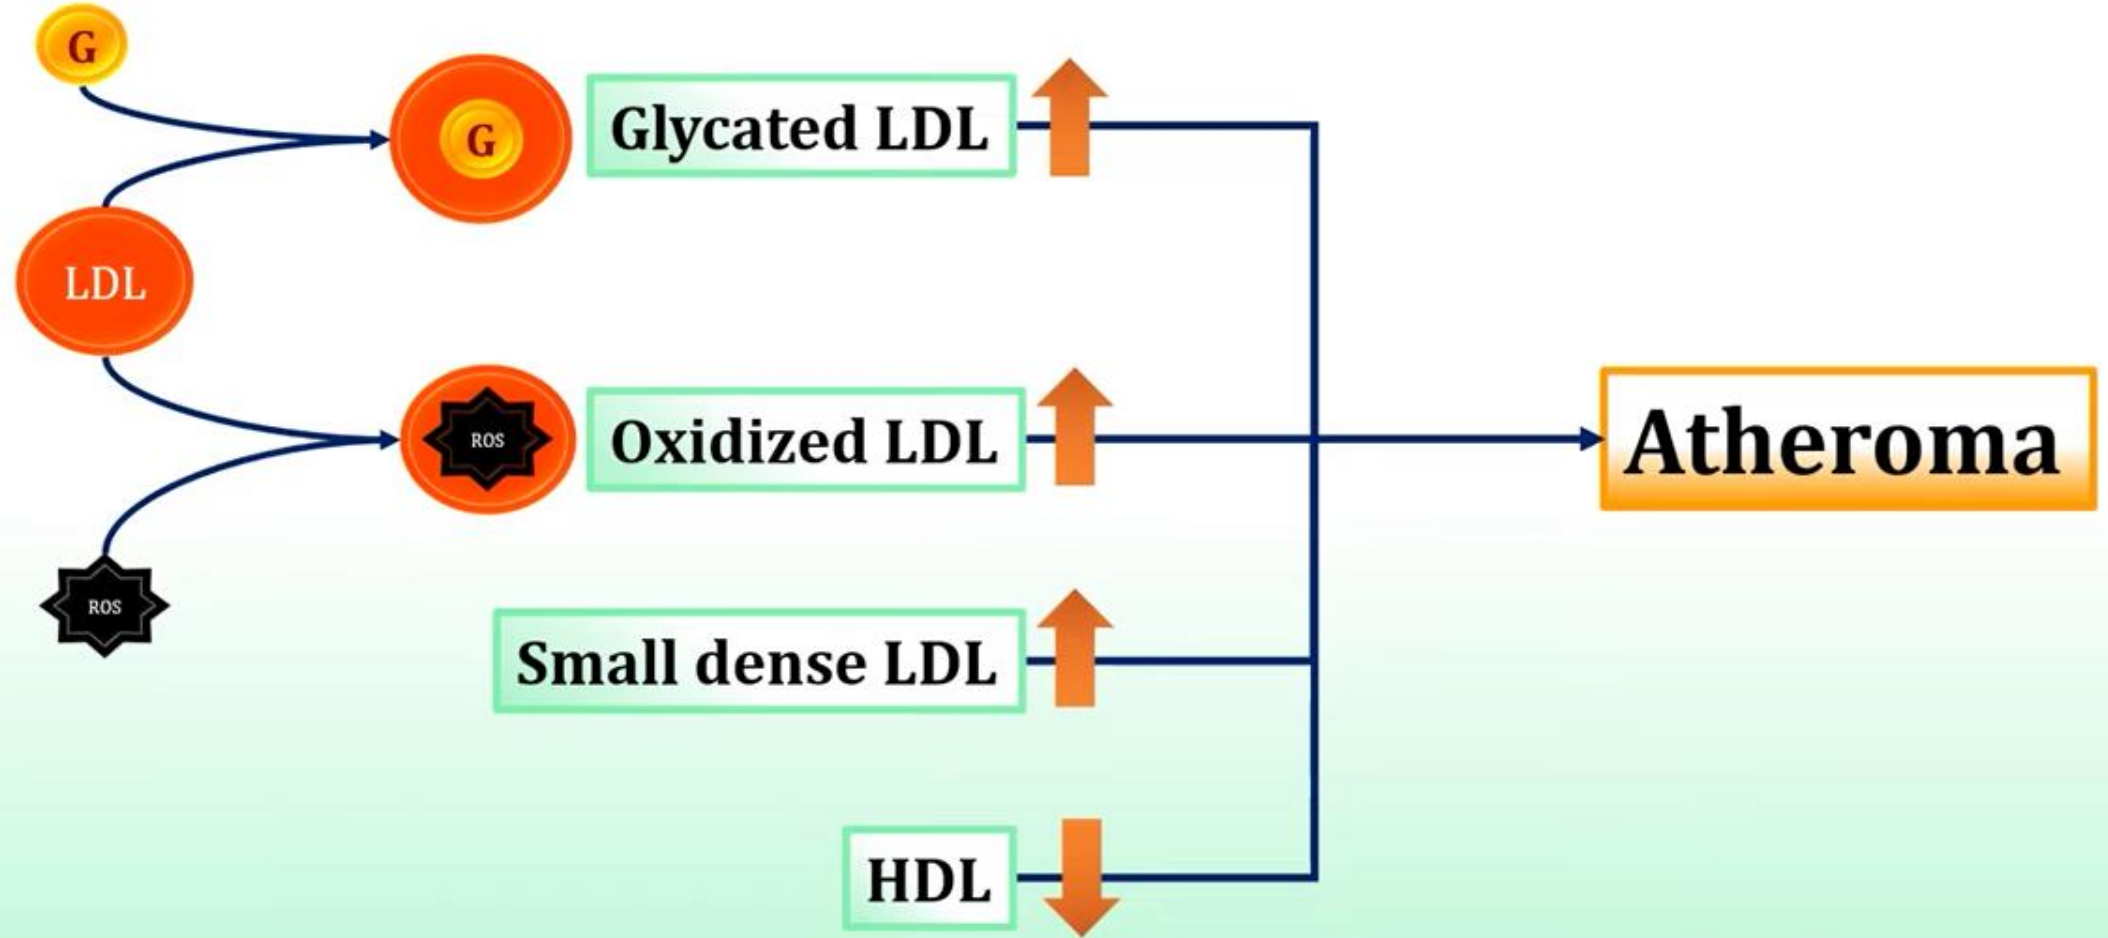 G
G
Glycated LDL
LDL
ROS
Oxidized LDL
Atheroma
ROS
Small dense LDL
HDL